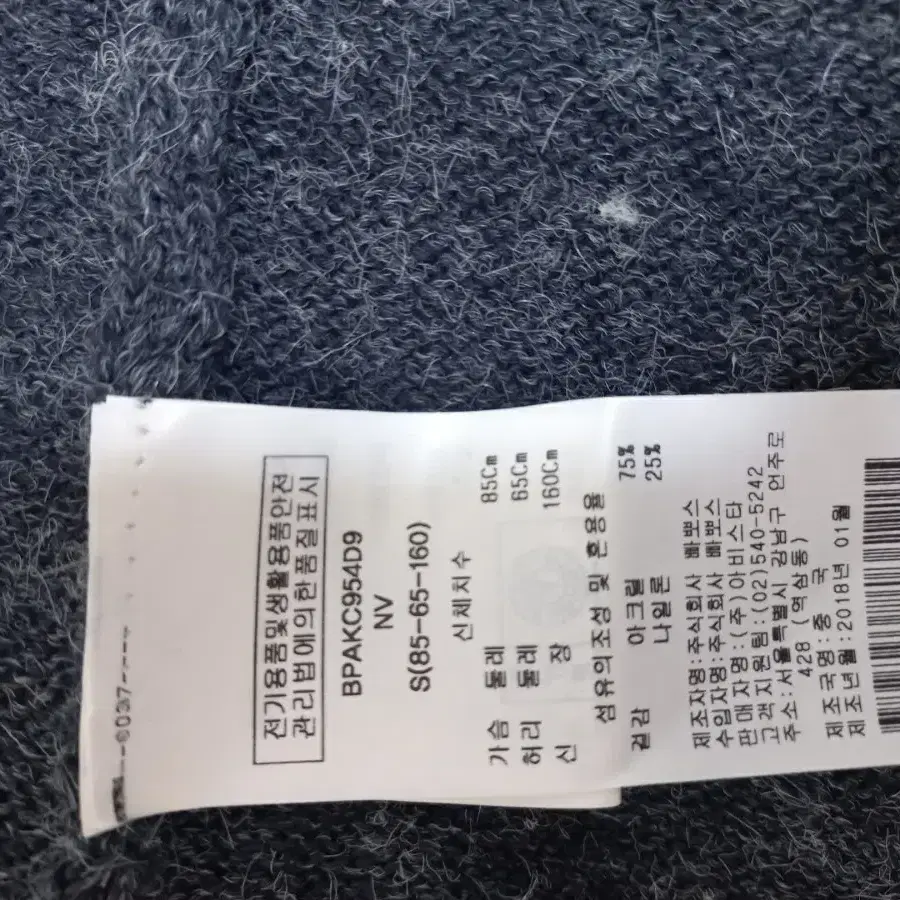 전기용품및생활용품안전
관리법에의한품질표시
BPAKC954D9
NV
S(85-65-160)
신체치수
가슴 둘레 85Cm
허리 둘레 65Cm
신 장 160Cm
섬유의 조성 및 혼용율
겉감 아크릴 75%
나일론 25%
제조자명:주식회사 빠뽀스
수입자명:주식회사 빠뽀스
판매자명:(주)아비스타
고객지원팀:(02)540-5242
주소:서울특별시 강남구 언주로
428 (역삼동)
제조국명:중 국
제조년월:2018년 01월